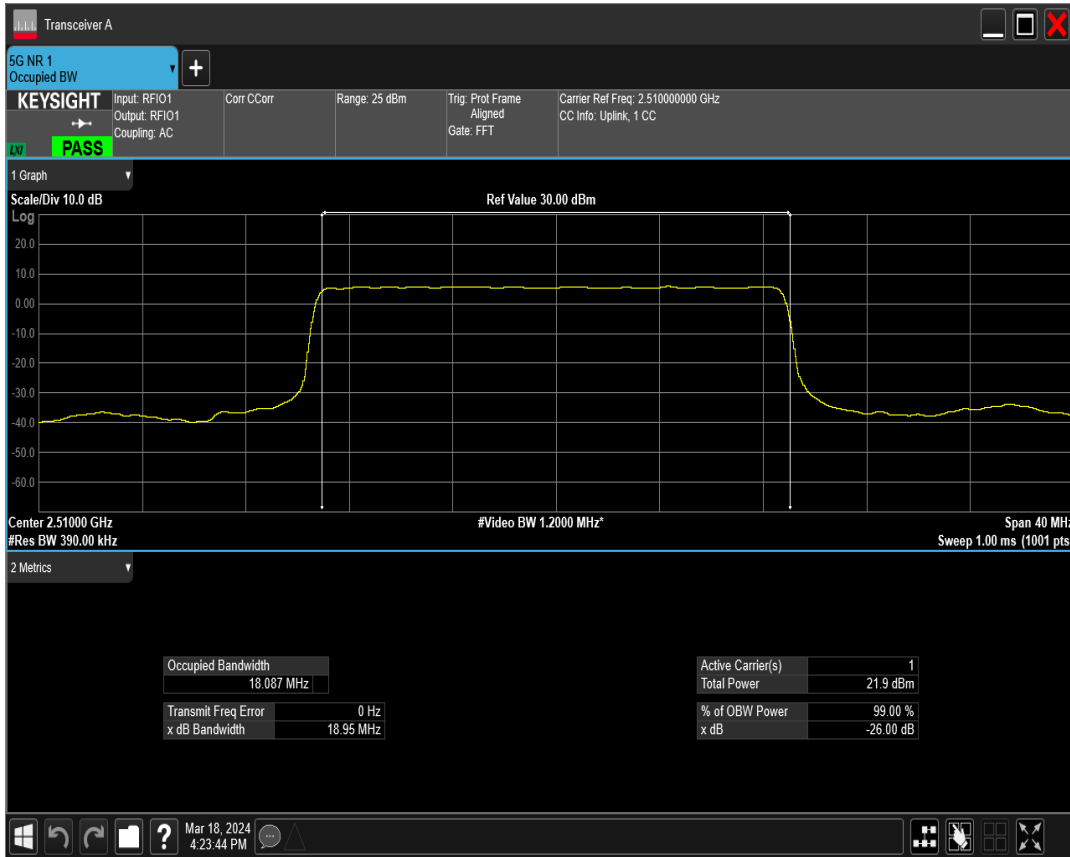 Transceiver A
5G NR 1
Occupied BW
+
KEYSIGHT
LXI
PASS
Input: RFIO1
Output: RFIO1
Coupling: AC
Corr CCorr
Range: 25 dBm
Trig: Prot Frame
Aligned
Gate: FFT
Carrier Ref Freq: 2.510000000 GHz
CC Info: Uplink, 1 CC
1 Graph
Scale/Div 10.0 dB
Ref Value 30.00 dBm
Log
20.0
10.0
0.00
-10.0
-20.0
-30.0
-40.0
-50.0
-60.0
Center 2.51000 GHz
#Video BW 1.2000 MHz*
Span 40 MHz
#Res BW 390.00 kHz
Sweep 1.00 ms (1001 pts
2 Metrics
Occupied Bandwidth
18.087 MHz
Transmit Freq Error 0 Hz
x dB Bandwidth 18.95 MHz
Active Carrier(s) 1
Total Power 21.9 dBm
% of OBW Power 99.00 %
x dB -26.00 dB
?
Mar 18, 2024
4:23:44 PM